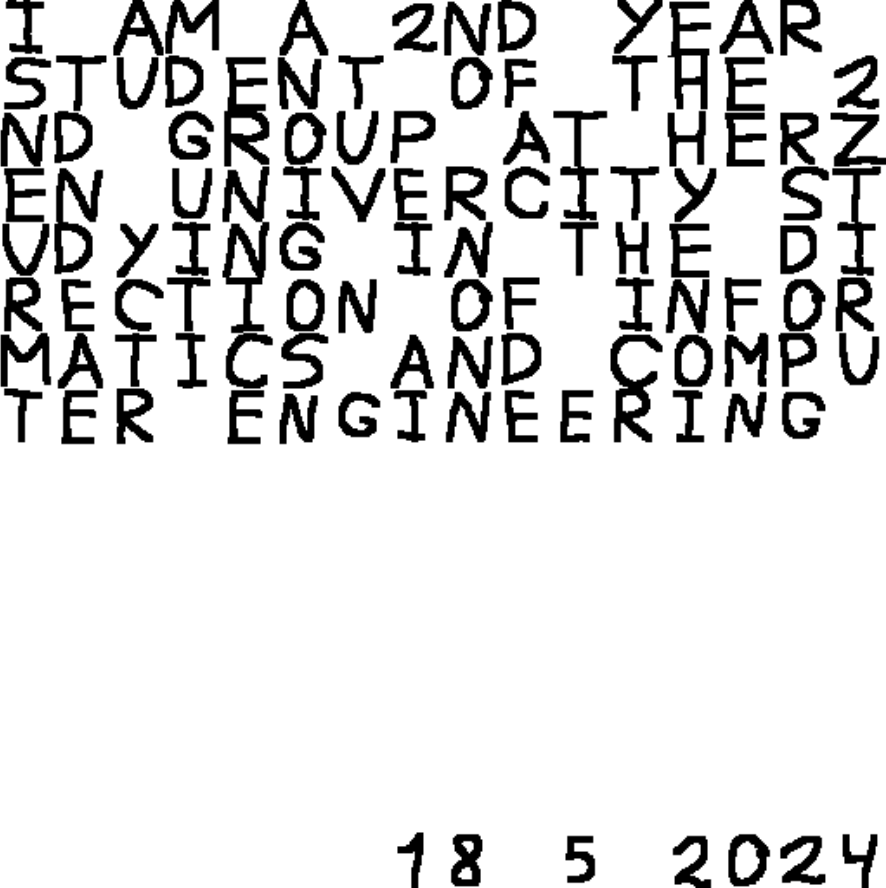 I AM A 2ND YEAR
STUDENT OF THE 2
ND GROUP AT HERZ
EN UNIVERCITY ST
UDYING IN THE DI
RECTION OF INFOR
MATICS AND COMPU
TER ENGINEERING
18 5 2024